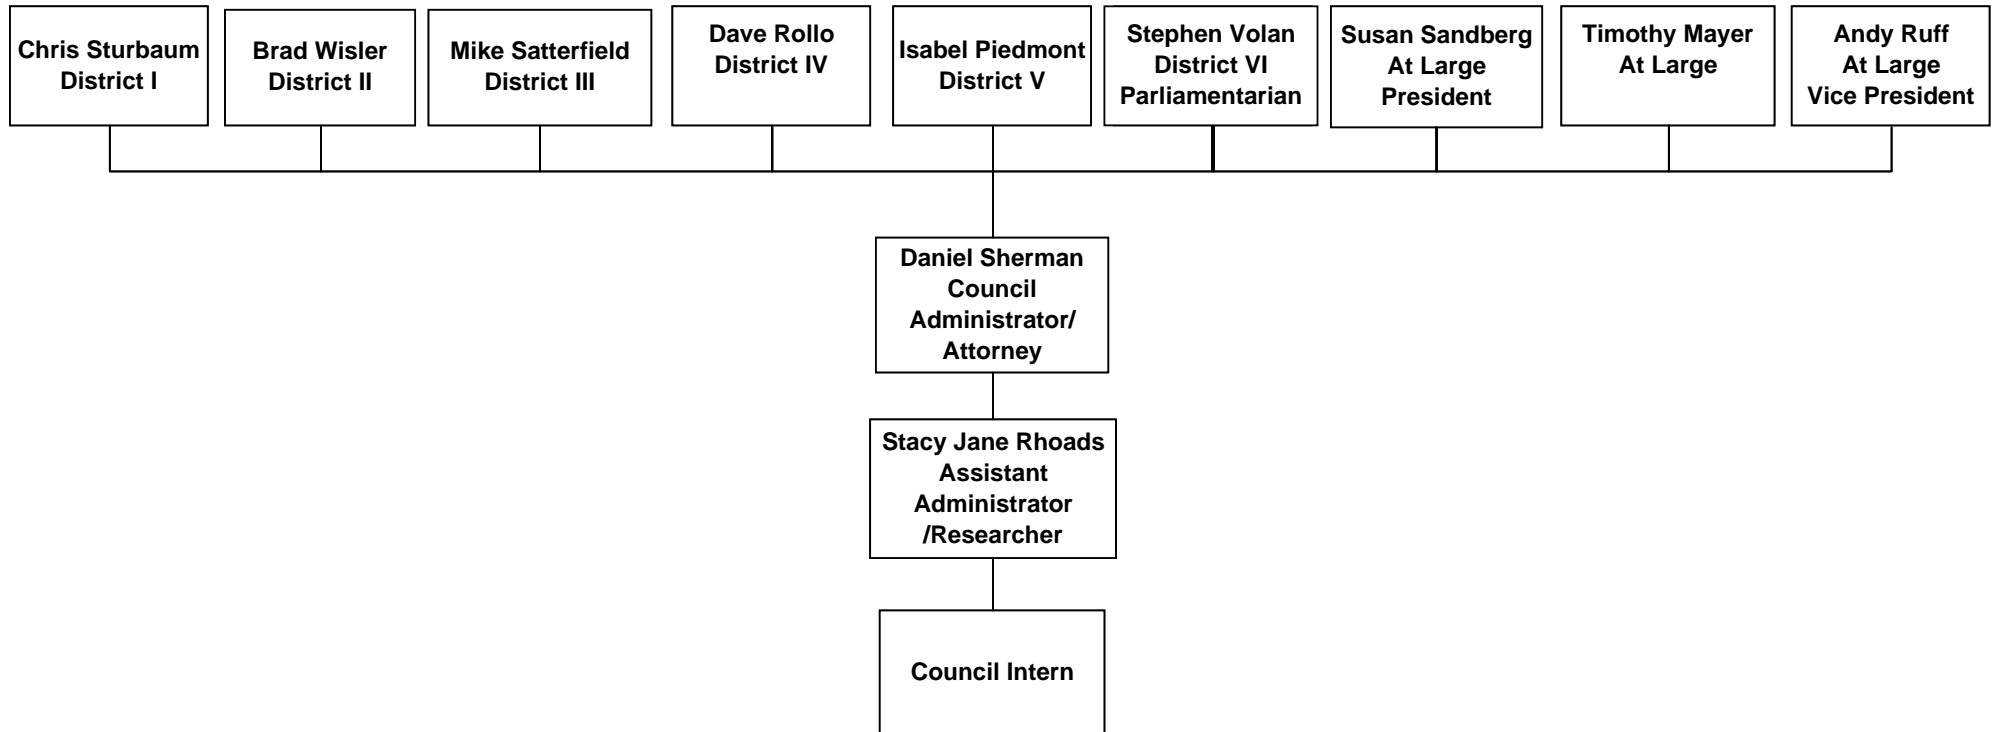 Chris Sturbaum
District I
Brad Wisler
District II
Mike Satterfield
District III
Dave Rollo
District IV
Isabel Piedmont
District V
Stephen Volan
District VI
Parliamentarian
Susan Sandberg
At Large
President
Timothy Mayer
At Large
Andy Ruff
At Large
Vice President
Daniel Sherman
Council
Administrator/
Attorney
Stacy Jane Rhoads
Assistant
Administrator
/Researcher
Council Intern